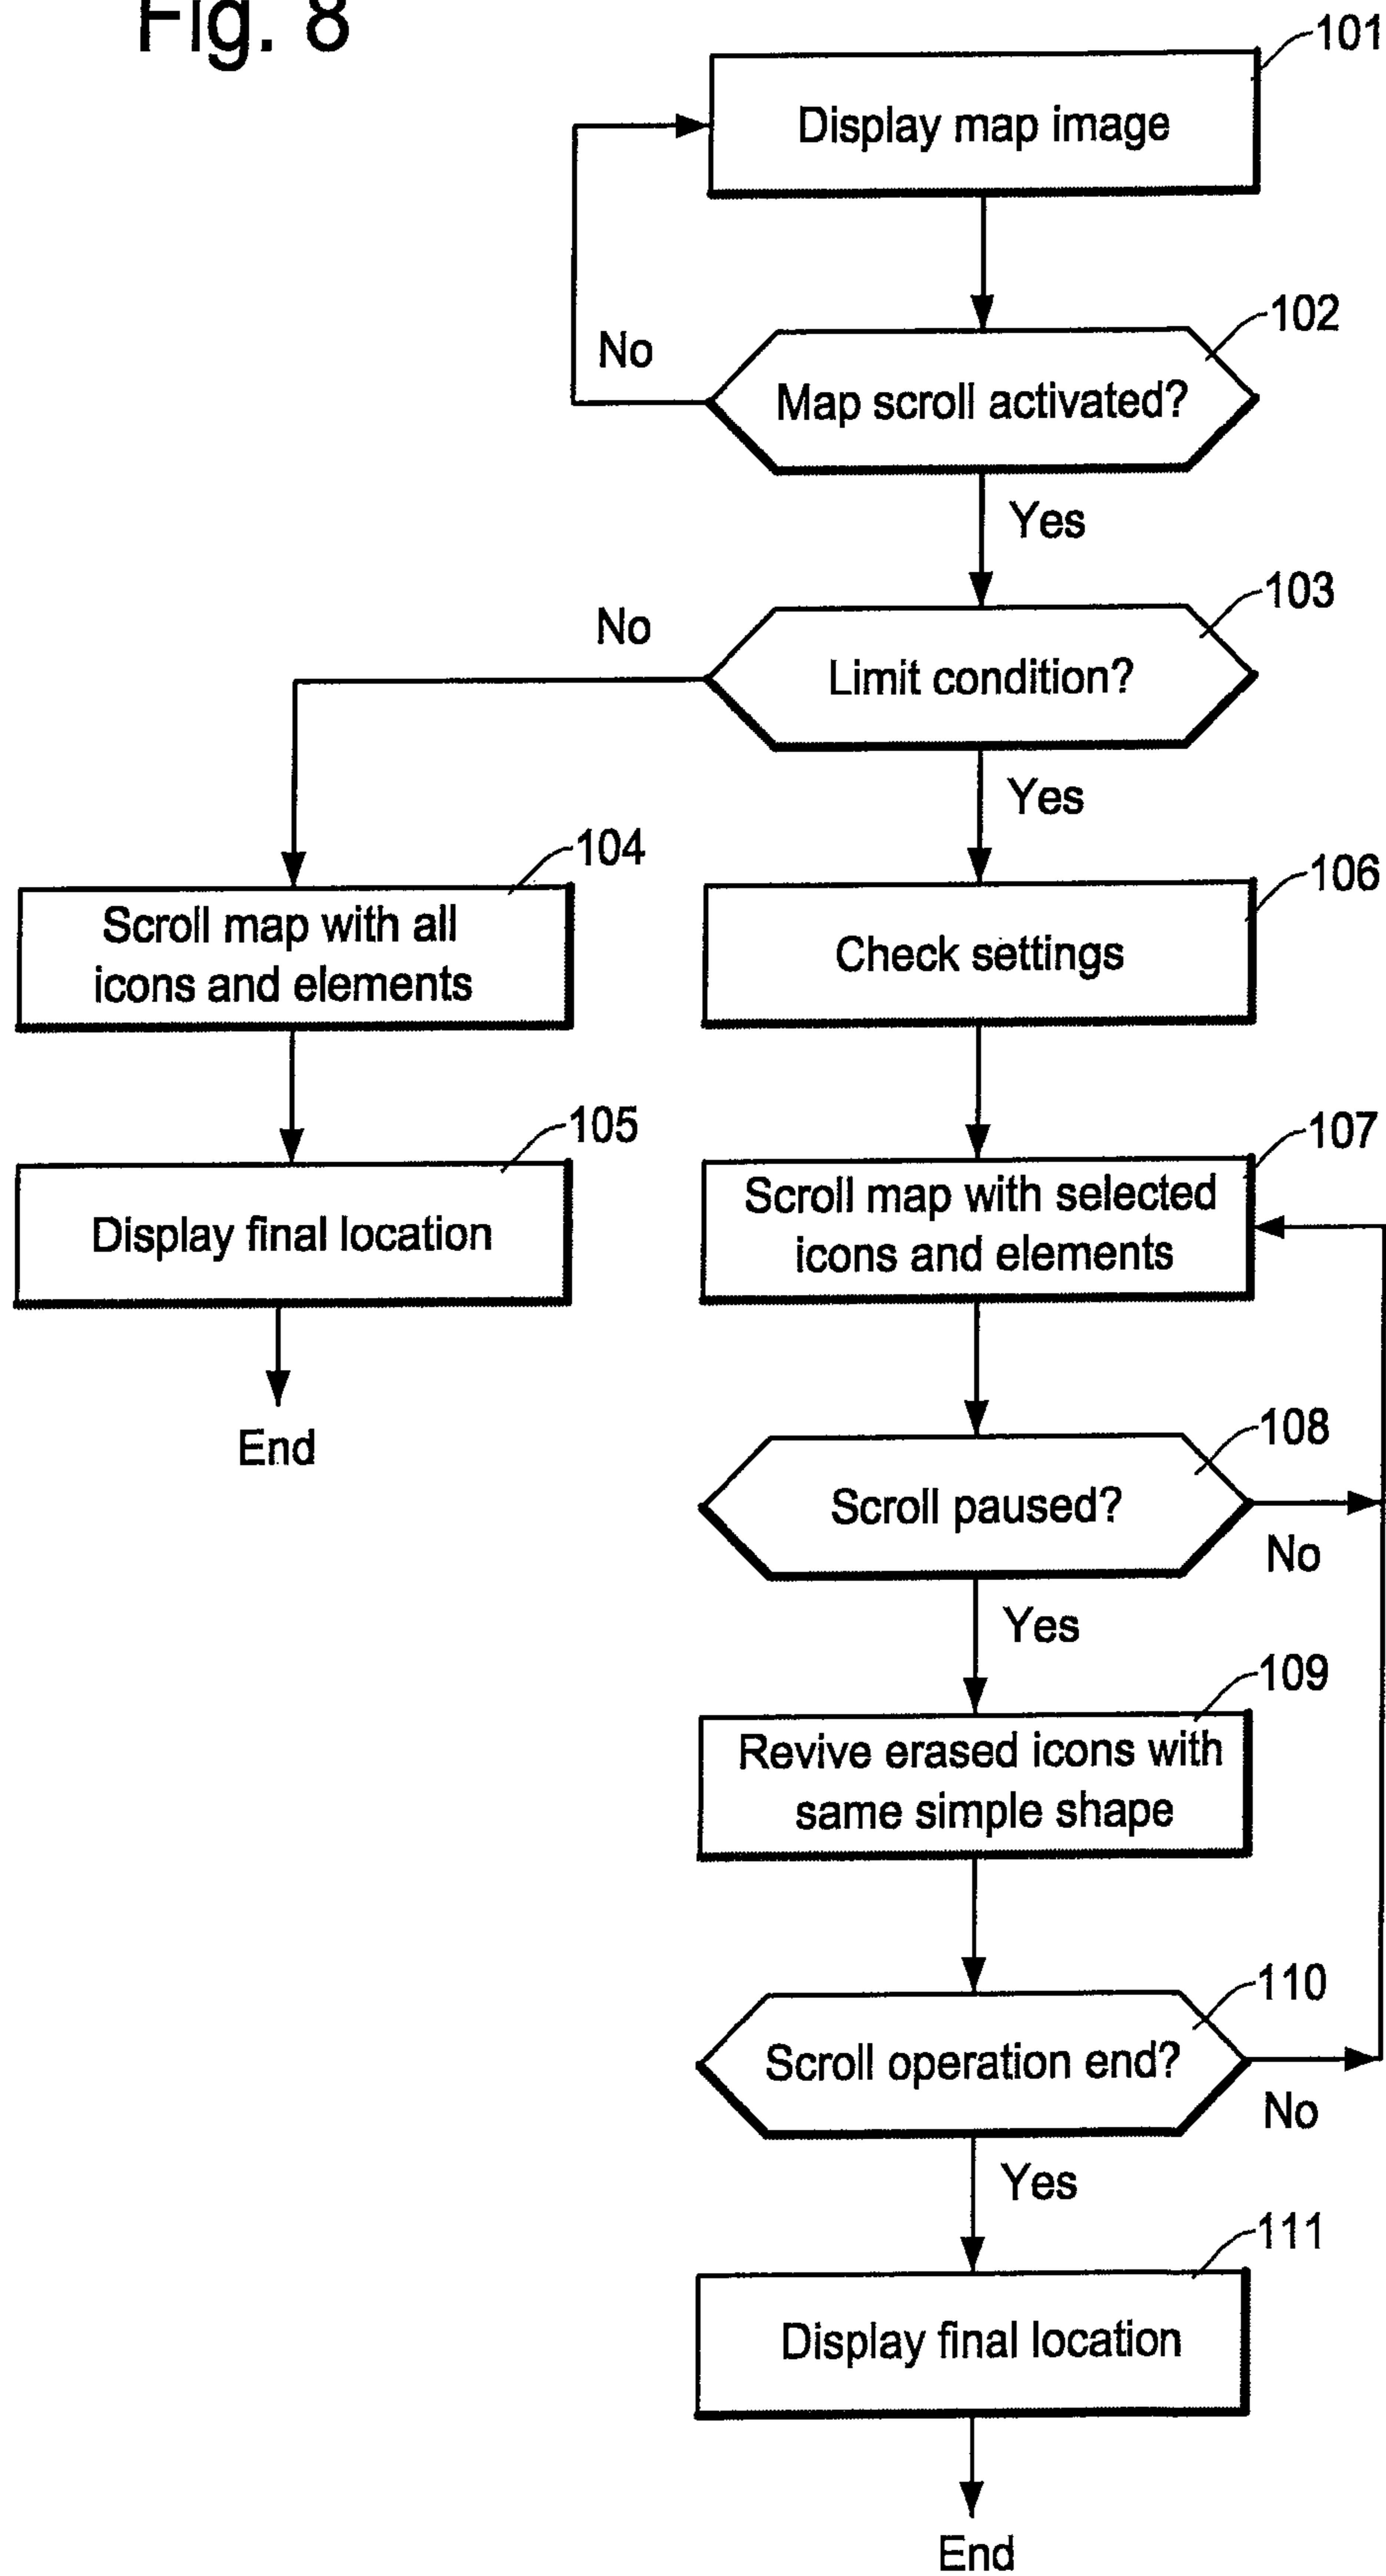 Fig. 8
101
Display map image
102
No
Map scroll activated?
Yes
103
No
Limit condition?
Yes
104
Scroll map with all
icons and elements
106
Check settings
105
Display final location
End
107
Scroll map with selected
icons and elements
108
Scroll paused?
No
Yes
109
Revive erased icons with
same simple shape
110
Scroll operation end?
No
Yes
111
Display final location
End